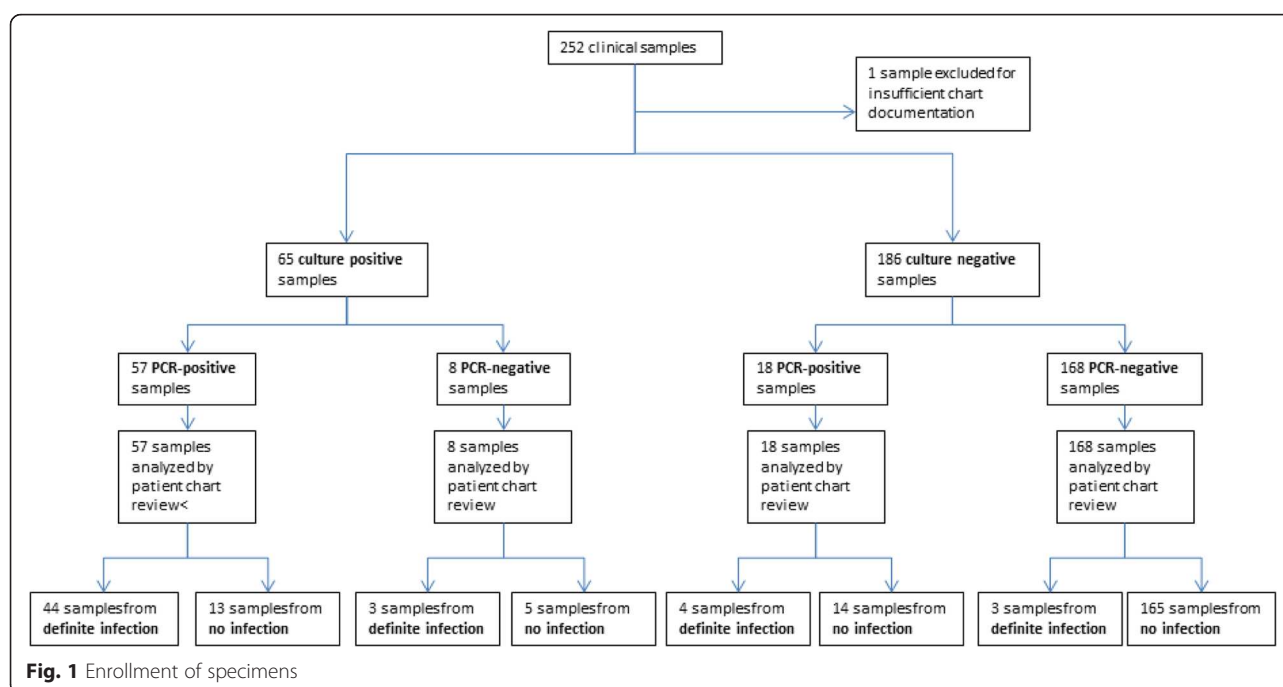 252 clinical samples
1 sample excluded for
insufficient chart
documentation
65 culture positive
samples
186 culture negative
samples
57 PCR-positive
samples
8 PCR-negative
samples
18 PCR-positive
samples
168 PCR-negative
samples
57 samples
analyzed by
patient chart
review<
8 samples
analyzed by
patient chart
review
18 samples
analyzed by
patient chart
review
168 samples
analyzed by
patient chart
review
44 samplesfrom
definite infection
13 samplesfrom
no infection
3 samplesfrom
definite infection
5 samplesfrom
no infection
4 samplesfrom
definite infection
14 samplesfrom
no infection
3 samplesfrom
definite infection
165 samplesfrom
no infection
Fig. 1 Enrollment of specimens